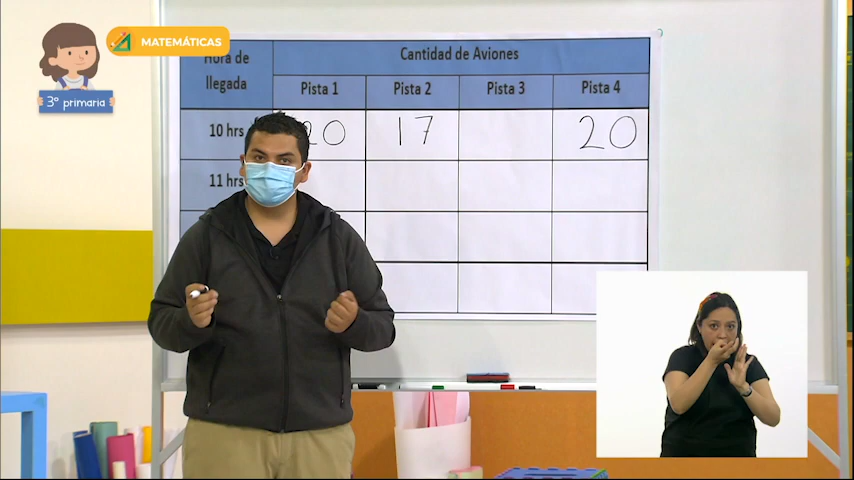 MATEMÁTICAS
3° primaria
Hora de llegada
Cantidad de Aviones
Pista 1 Pista 2 Pista 3 Pista 4
10 hrs 20 17 20
11 hrs